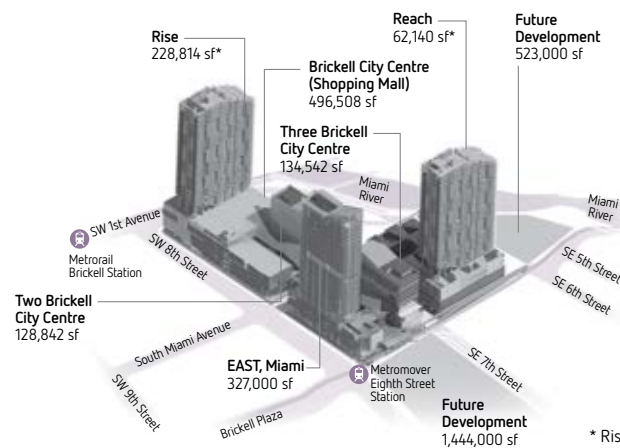 Rise
228,814 sf*
Reach
62,140 sf*
Future
Development
523,000 sf
Brickell City Centre
(Shopping Mall)
496,508 sf
Three Brickell
City Centre
134,542 sf
Miami
River
Miami
River
SW 1st Avenue
Metrorail
Brickell Station
SW 8th Street
SE 5th Street
SE 6th Street
Two Brickell
City Centre
128,842 sf
South Miami Avenue
SW 9th Street
EAST, Miami
327,000 sf
Metromover
Eighth Street
Station
SE 7th Street
Brickell Plaza
Future
Development
1,444,000 sf
* Ris